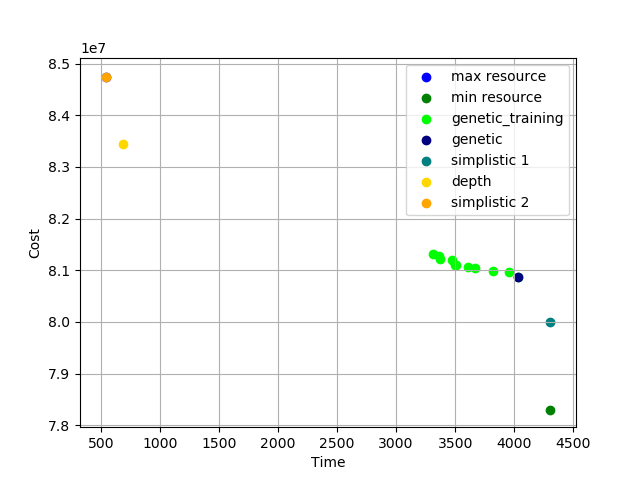 1e7
8.5
8.4
8.3
8.2
8.1
8.0
7.9
7.8
Cost
max resource
min resource
genetic_training
genetic
simplistic 1
depth
simplistic 2
500 1000 1500 2000 2500 3000 3500 4000 4500
Time